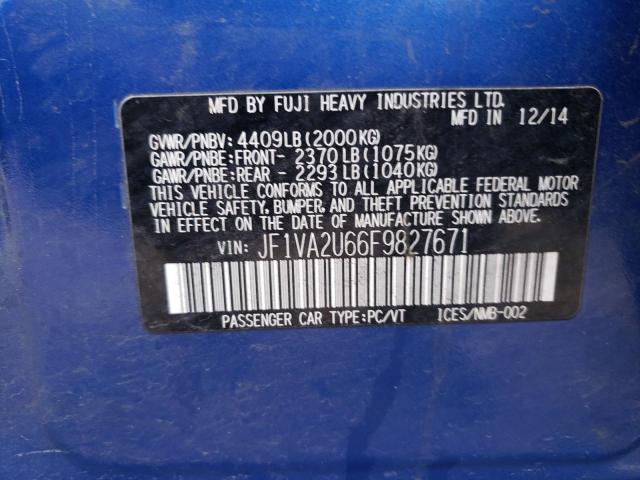 MFD BY FUJI HEAVY INDUSTRIES LTD.
MFD IN 12/14
GVWR/PNBV: 4409LB(2000KG)
GAWR/PNBE:FRONT- 2370LB(1075KG)
GAWR/PNBE:REAR - 2293LB(1040KG)
THIS VEHICLE CONFORMS TO ALL APPLICABLE FEDERAL MOTOR
VEHICLE SAFETY, BUMPER, AND THEFT PREVENTION STANDARDS
IN EFFECT ON THE DATE OF MANUFACTURE SHOWN ABOVE.
VIN: JF1VA2U66F9827671
PASSENGER CAR TYPE:PC/VT ICES/NMB-002